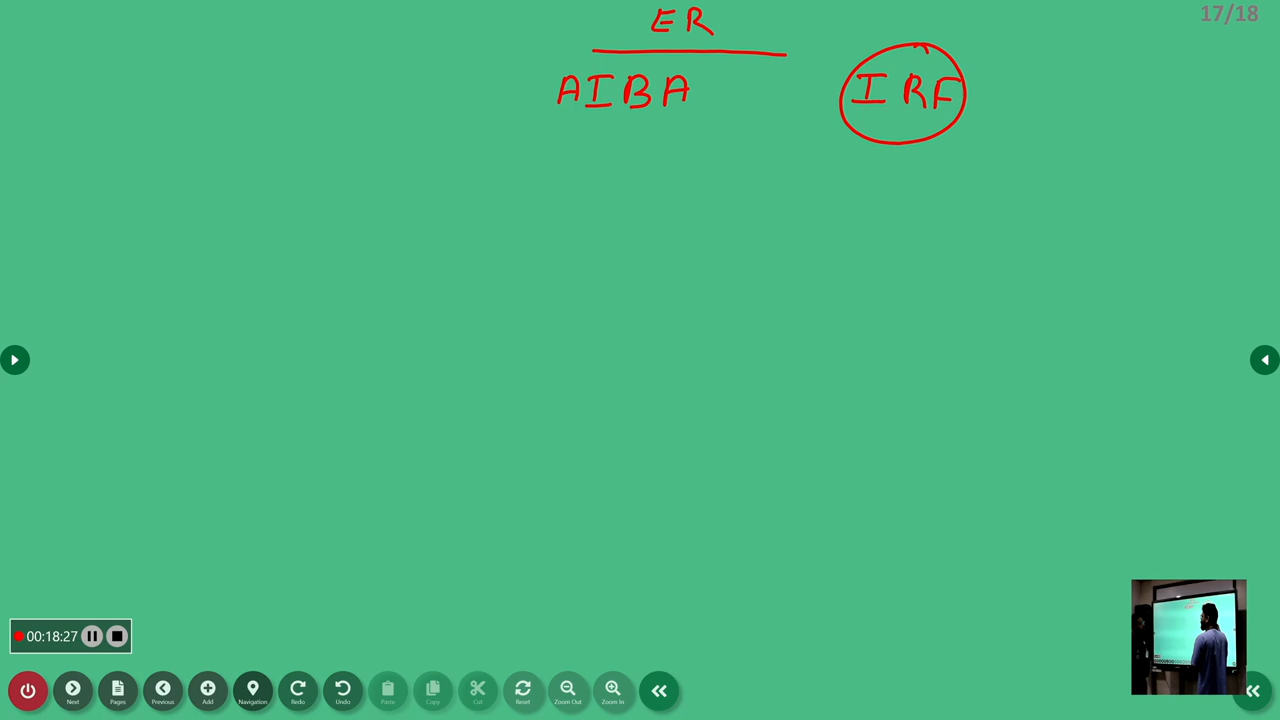 17/18
ER
AIBA IRF
00:18:27
Next Pages Previous Add Navigation Redo Undo Paste Copy Cut Reset Zoom Out Zoom In